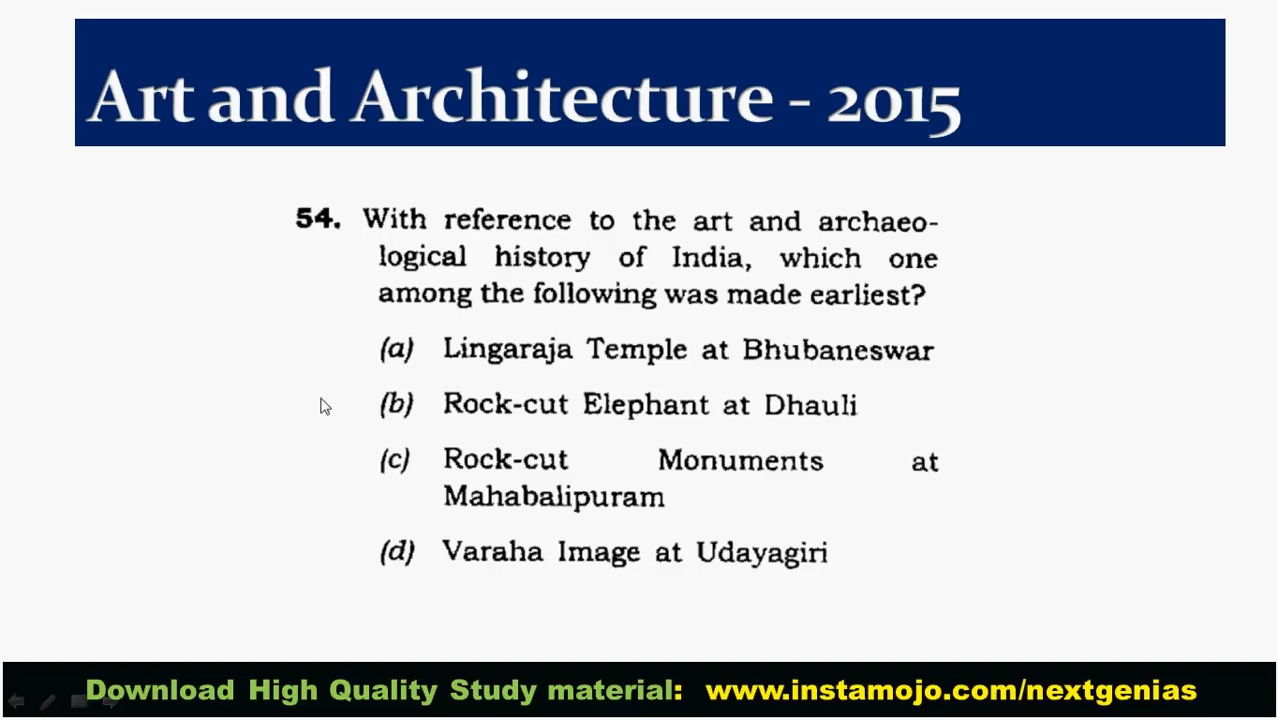 Art and Architecture - 2015
54. With reference to the art and archaeo-
logical history of India, which one
among the following was made earliest?
(a) Lingaraja Temple at Bhubaneswar
(b) Rock-cut Elephant at Dhauli
(c) Rock-cut Monuments at
Mahabalipuram
(d) Varaha Image at Udayagiri
Download High Quality Study material: www.instamojo.com/nextgenias